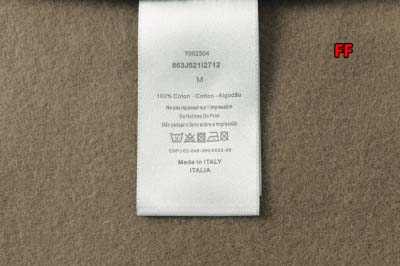 FF
7002304
863J621I2712
M
100% Coton - Cotton - Algodão
Ne pas repasser sur l'impression
Do Not Iron On Print
Não passar o ferro sobre a impressão
Made in ITALY
ITALIA